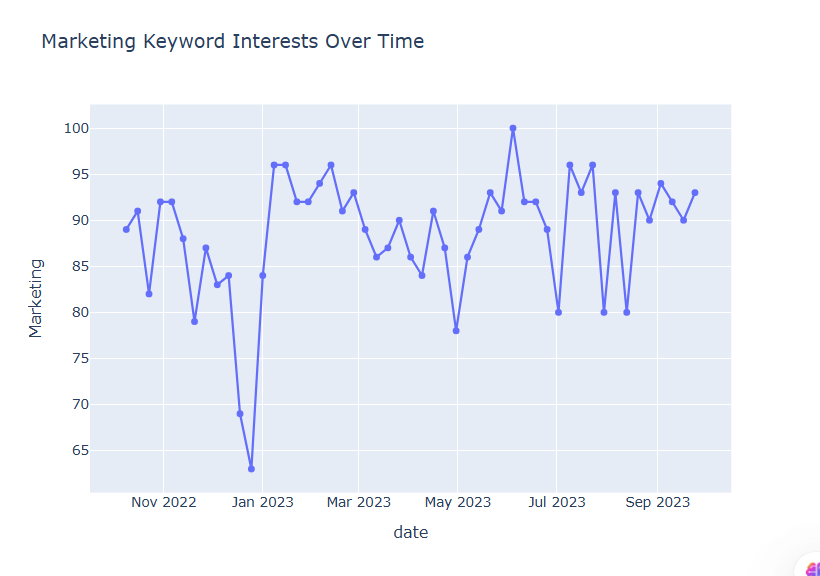 Marketing Keyword Interests Over Time
100
95
90
85
80
75
70
65
Marketing
Nov 2022 Jan 2023 Mar 2023 May 2023 Jul 2023 Sep 2023
date